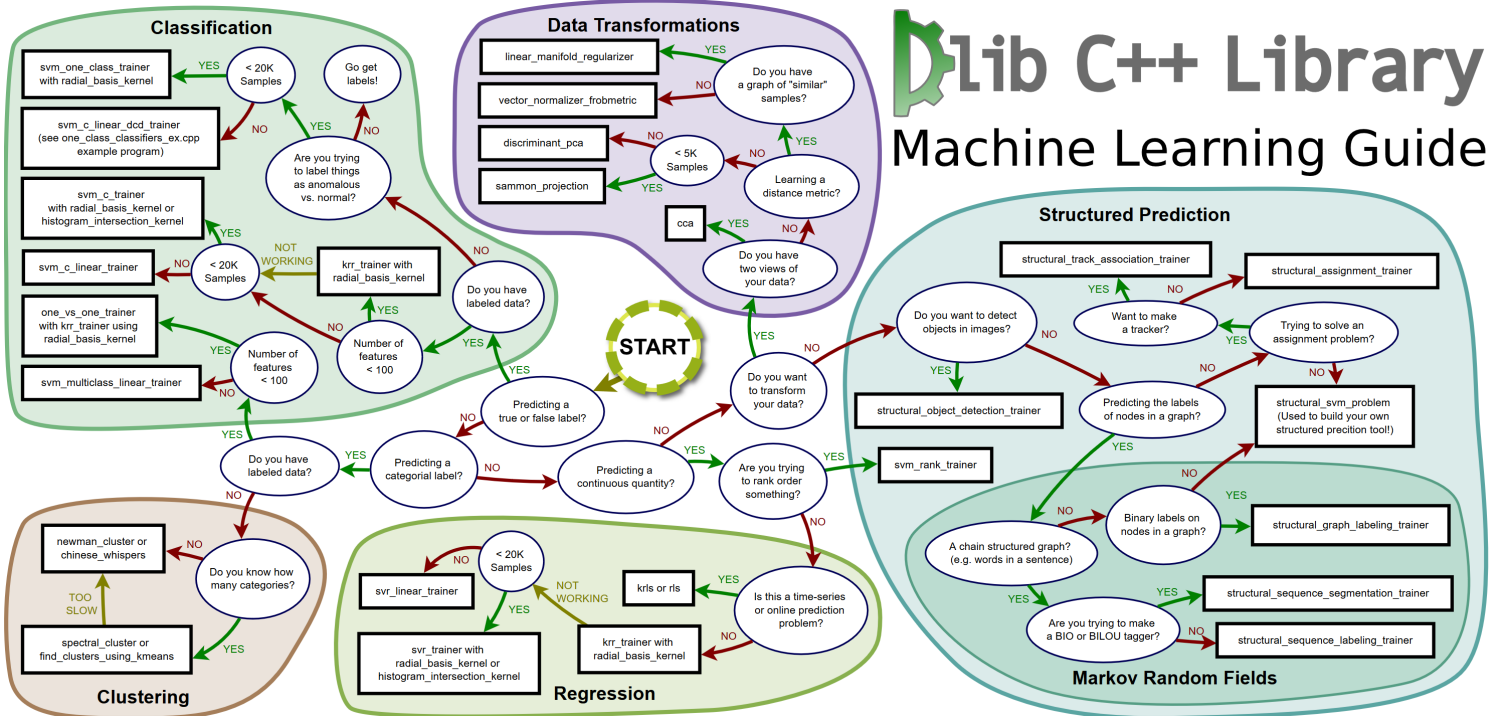 Dlib C++ Library
Machine Learning Guide
Classification
svm_one_class_trainer
with radial_basis_kernel
YES
< 20K
Samples
Go get
labels!
NO
YES
NO
svm_c_linear_dcd_trainer
(see one_class_classifiers_ex.cpp
example program)
Are you trying
to label things
as anomalous
vs. normal?
svm_c_trainer
with radial_basis_kernel or
histogram_intersection_kernel
YES
NO
svm_c_linear_trainer
NO
< 20K
Samples
NOT
WORKING
krr_trainer with
radial_basis_kernel
Do you have
labeled data?
YES
one_vs_one_trainer
with krr_trainer using
radial_basis_kernel
NO
YES
Number of
features
< 100
YES
Number of
features
< 100
svm_multiclass_linear_trainer
NO
YES
YES
Data Transformations
linear_manifold_regularizer
YES
Do you have
a graph of "similar"
samples?
vector_normalizer_frobmetric
NO
discriminant_pca
NO
< 5K
Samples
NO
YES
sammon_projection
YES
Learning a
distance metric?
cca
YES
NO
Do you have
two views of
your data?
START
YES
Predicting a
true or false label?
NO
Do you want
to transform
your data?
NO
YES
Do you have
labeled data?
YES
Predicting a
categorial label?
NO
Predicting a
continuous quantity?
NO
YES
Are you trying
to rank order
something?
YES
NO
NO
Structured Prediction
structural_track_association_trainer
structural_assignment_trainer
YES
NO
Do you want to detect
objects in images?
Want to make
a tracker?
YES
Trying to solve an
assignment problem?
NO
YES
NO
NO
structural_object_detection_trainer
Predicting the labels
of nodes in a graph?
structural_svm_problem
(Used to build your own
structured precition tool!)
YES
svm_rank_trainer
NO
Binary labels on
nodes in a graph?
YES
structural_graph_labeling_trainer
NO
A chain structured graph?
(e.g. words in a sentence)
YES
Are you trying to make
a BIO or BILOU tagger?
YES
structural_sequence_segmentation_trainer
NO
structural_sequence_labeling_trainer
Markov Random Fields
newman_cluster or
chinese_whispers
NO
Do you know how
many categories?
TOO
SLOW
spectral_cluster or
find_clusters_using_kmeans
YES
Clustering
svr_linear_trainer
NO
< 20K
Samples
YES
NOT
WORKING
krls or rls
YES
Is this a time-series
or online prediction
problem?
NO
krr_trainer with
radial_basis_kernel
svr_trainer with
radial_basis_kernel or
histogram_intersection_kernel
Regression